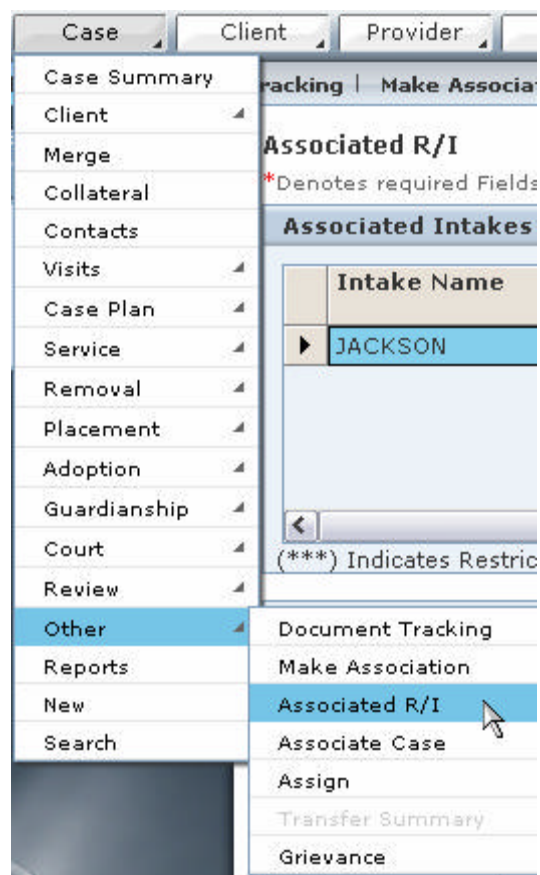 Case Client Provider
Case Summary
Client
Merge
Collateral
Contacts
Visits
Case Plan
Service
Removal
Placement
Adoption
Guardianship
Court
Review
Other
Reports
New
Search
racking | Make Associa
Associated R/I
*Denotes required Fields
Associated Intakes
Intake Name
JACKSON
(***) Indicates Restric
Document Tracking
Make Association
Associated R/I
Associate Case
Assign
Transfer Summary
Grievance